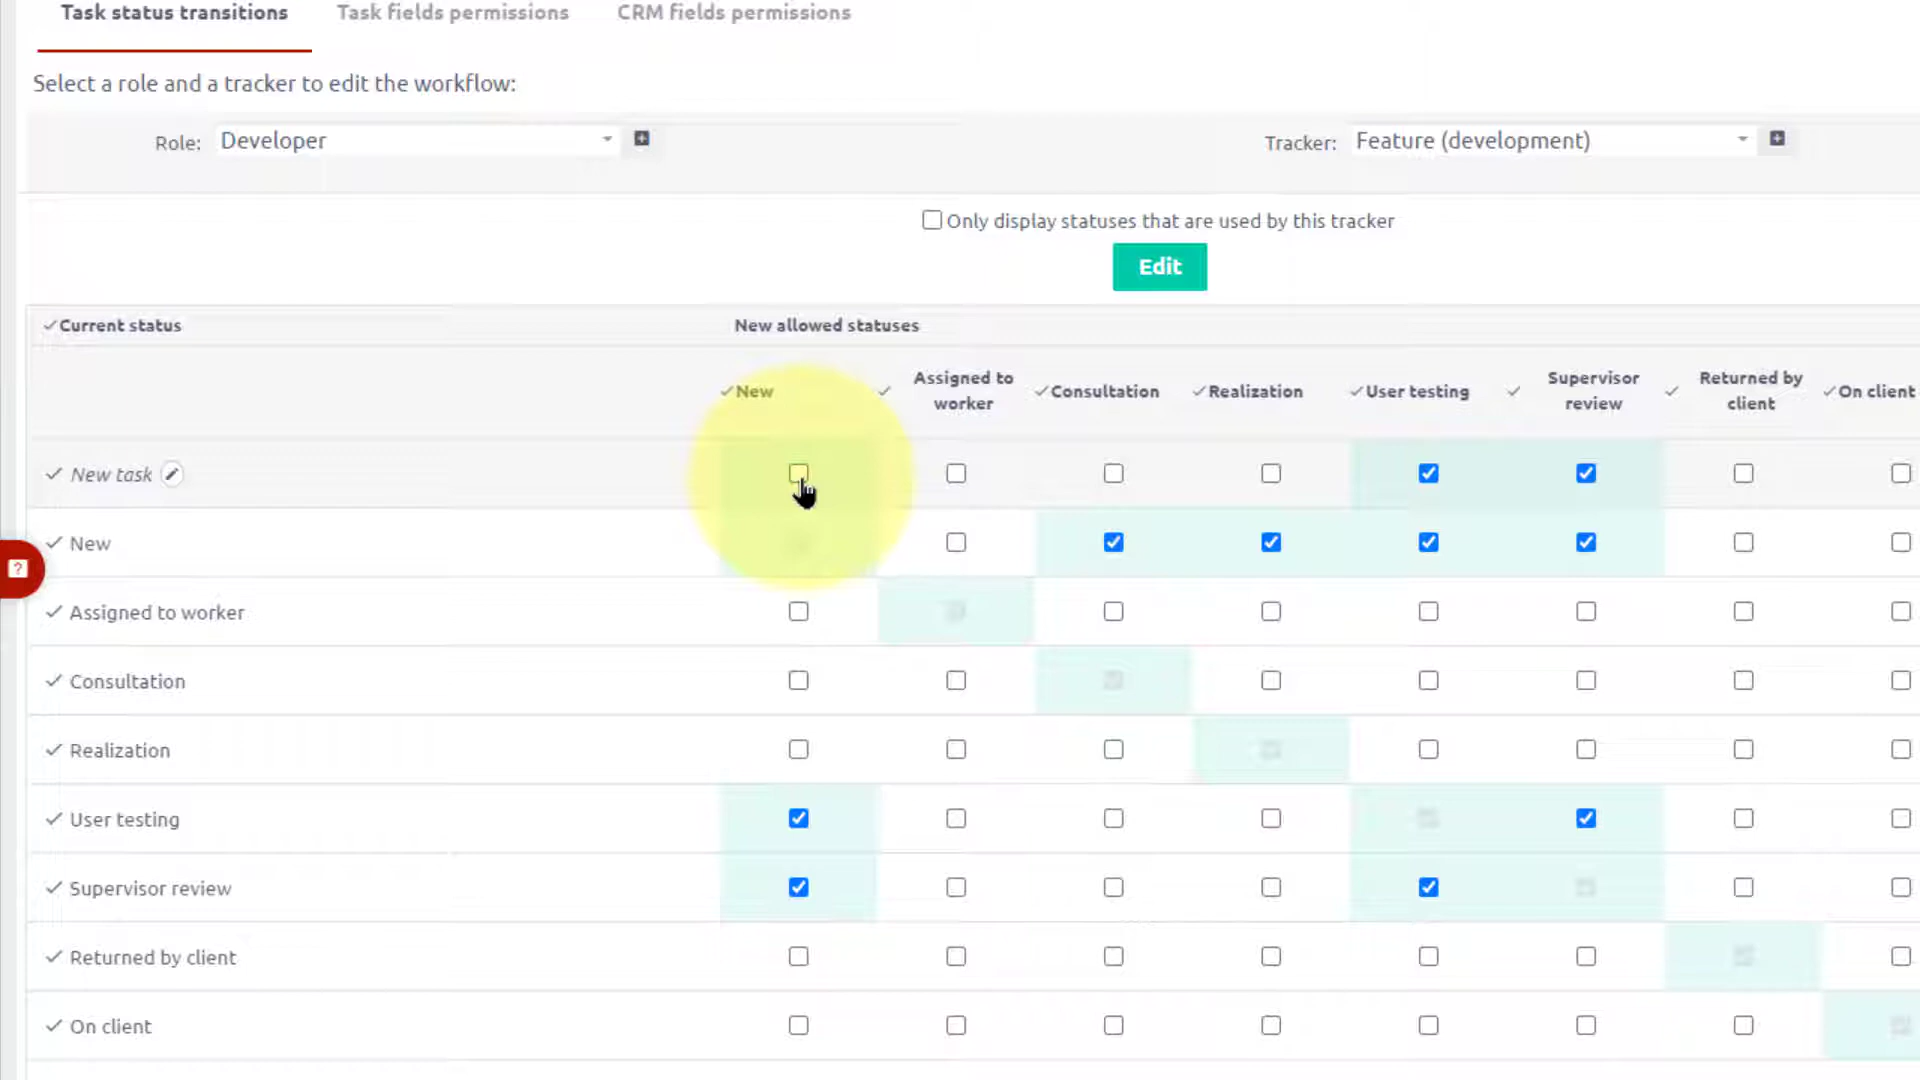 Task status transitions Task fields permissions CRM fields permissions
Select a role and a tracker to edit the workflow:
Role: Developer Tracker: Feature (development)
Only display statuses that are used by this tracker
Edit
Current status New allowed statuses
New Assigned to worker Consultation Realization User testing Supervisor review Returned by client On client
New task
New
Assigned to worker
Consultation
Realization
User testing
Supervisor review
Returned by client
On client